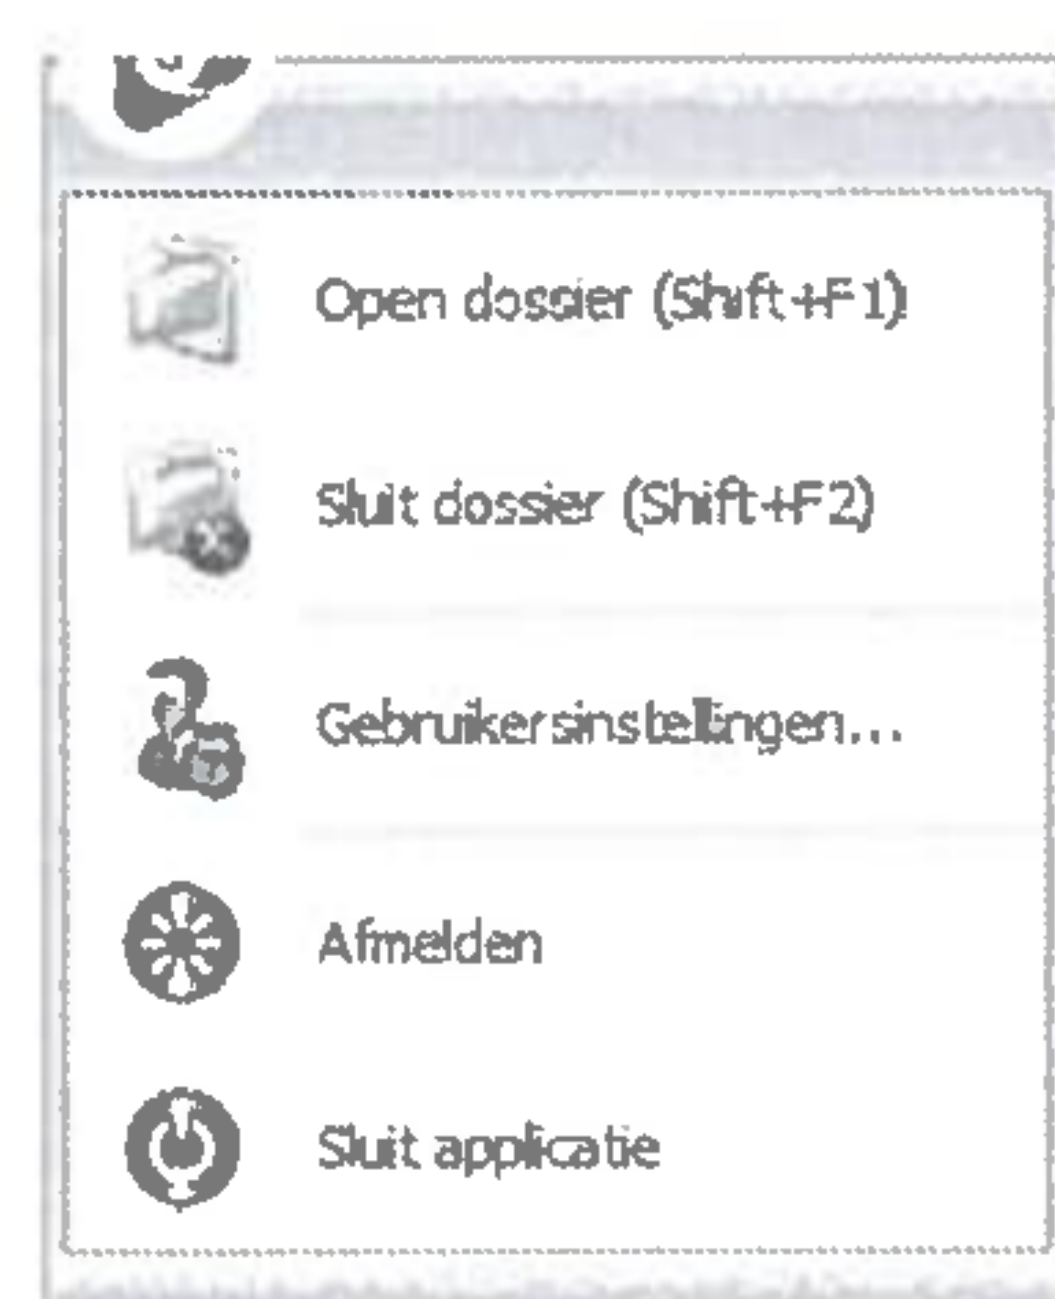 Open dossier (Shift+F1)
Sluit dossier (Shift+F2)
Gebruikersinstellingen...
Afmelden
Sluit applicatie